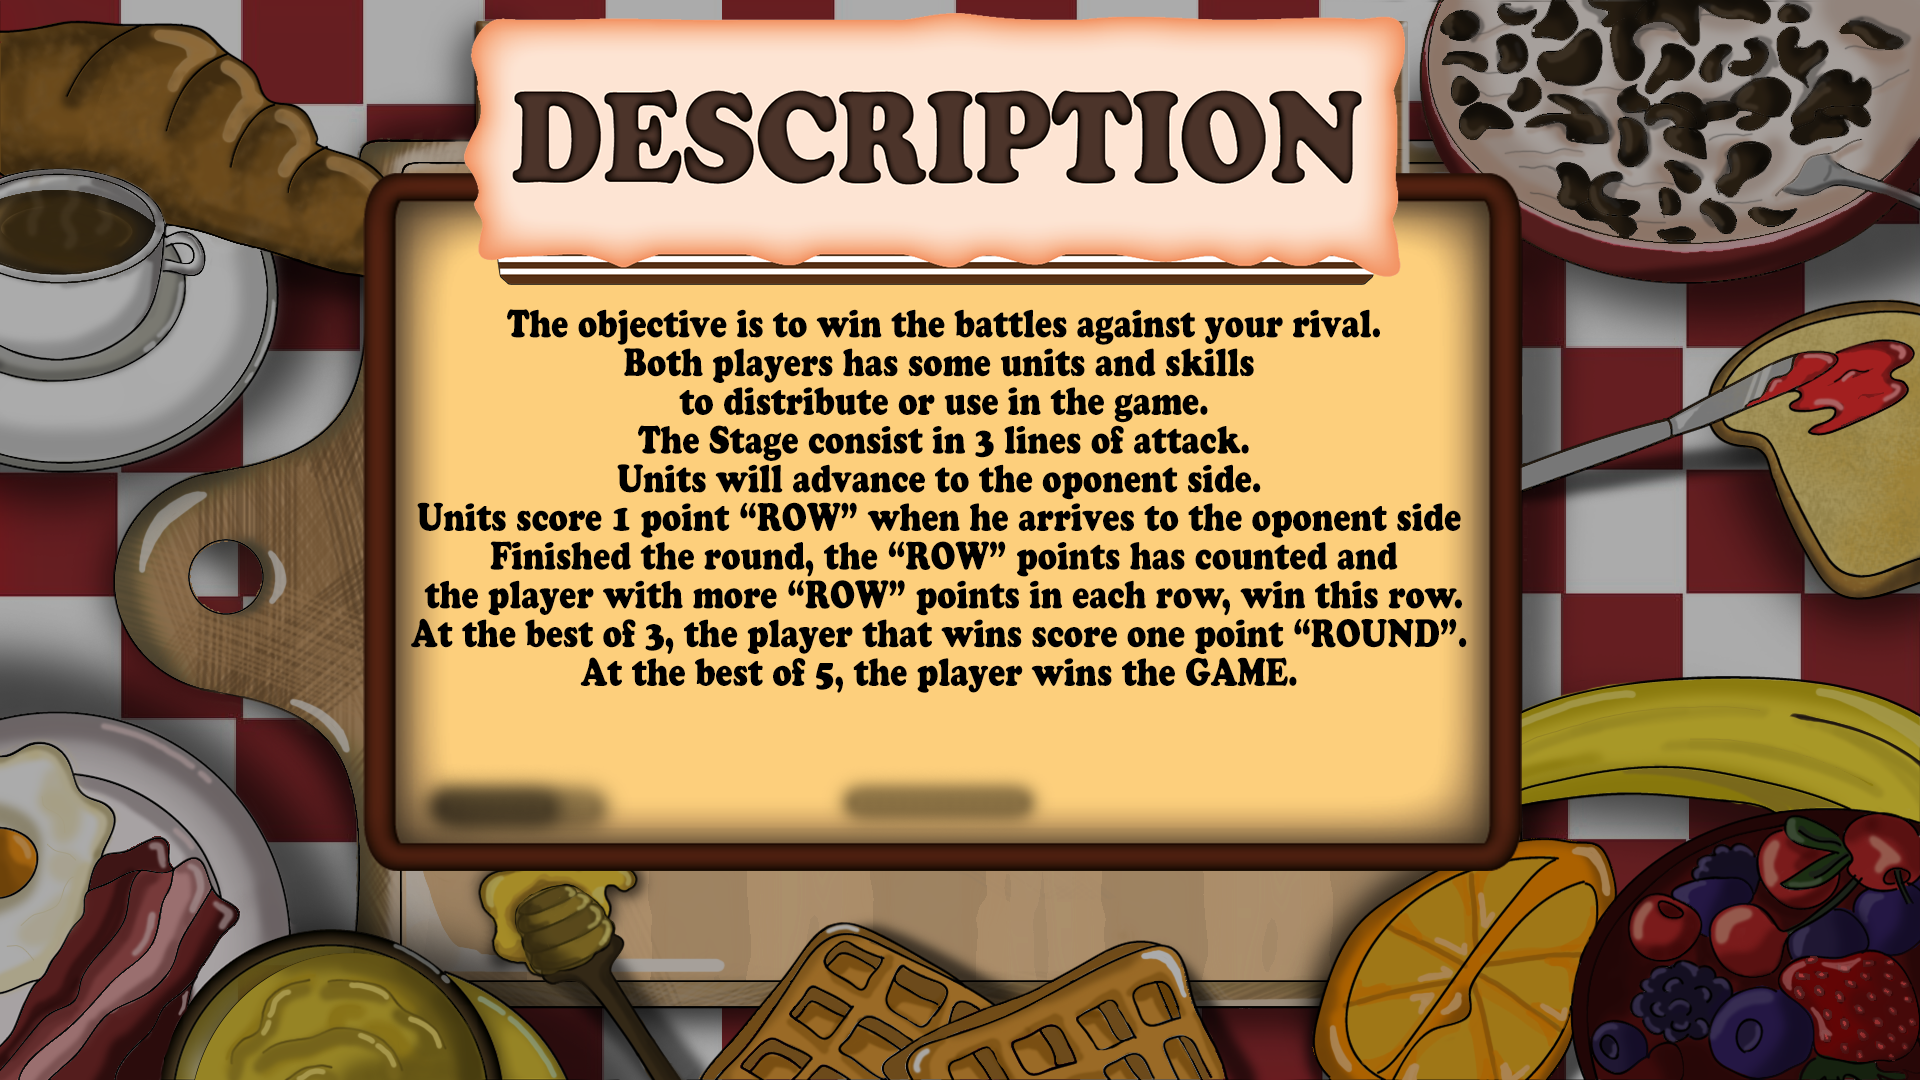 DESCRIPTION
The objective is to win the battles against your rival.
Both players has some units and skills
to distribute or use in the game.
The Stage consist in 3 lines of attack.
Units will advance to the oponent side.
Units score 1 point “ROW” when he arrives to the oponent side
Finished the round, the “ROW” points has counted and
the player with more “ROW” points in each row, win this row.
At the best of 3, the player that wins score one point “ROUND”.
At the best of 5, the player wins the GAME.